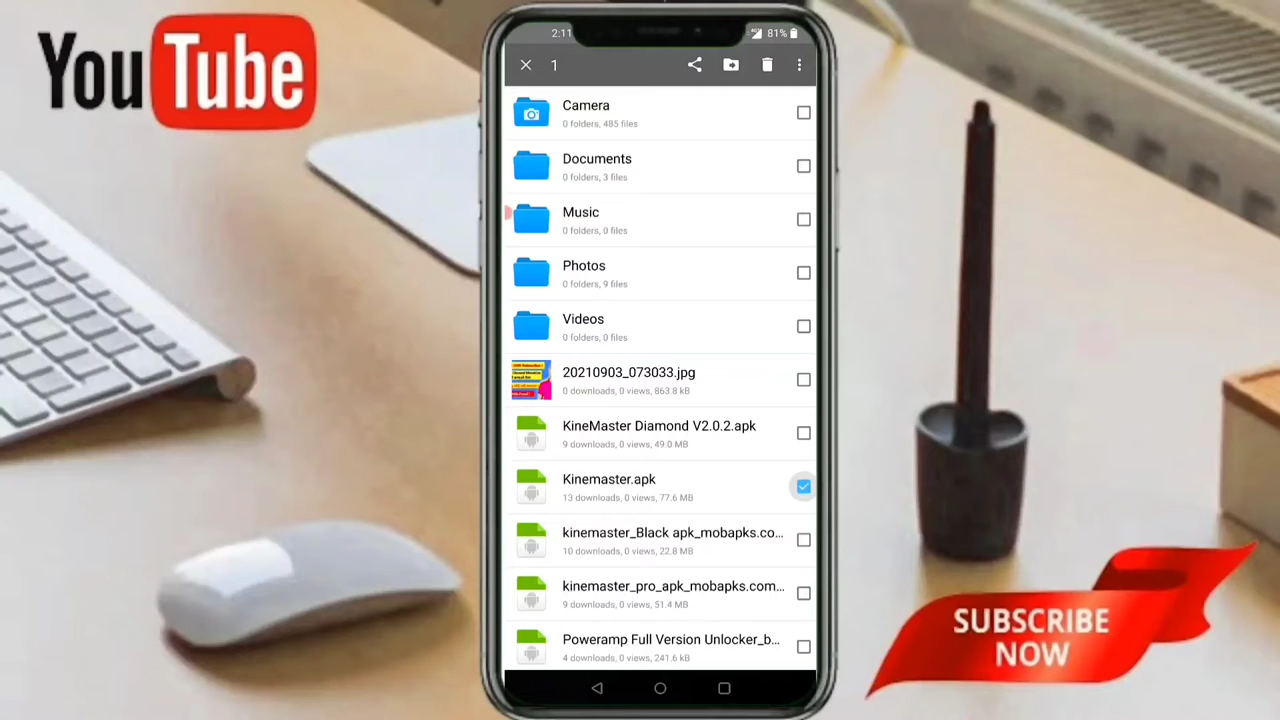 YouTube
2:11
81%
1
Camera
0 folders, 485 files
Documents
0 folders, 3 files
Music
0 folders, 0 files
Photos
0 folders, 9 files
Videos
0 folders, 0 files
20210903_073033.jpg
0 downloads, 0 views, 863.8 kB
KineMaster Diamond V2.0.2.apk
9 downloads, 0 views, 49.0 MB
Kinemaster.apk
13 downloads, 0 views, 77.6 MB
kinemaster_Black apk_mobapks.co...
10 downloads, 0 views, 22.8 MB
kinemaster_pro_apk_mobapks.com...
9 downloads, 0 views, 51.4 MB
Poweramp Full Version Unlocker_b...
4 downloads, 0 views, 241.6 kB
SUBSCRIBE
NOW